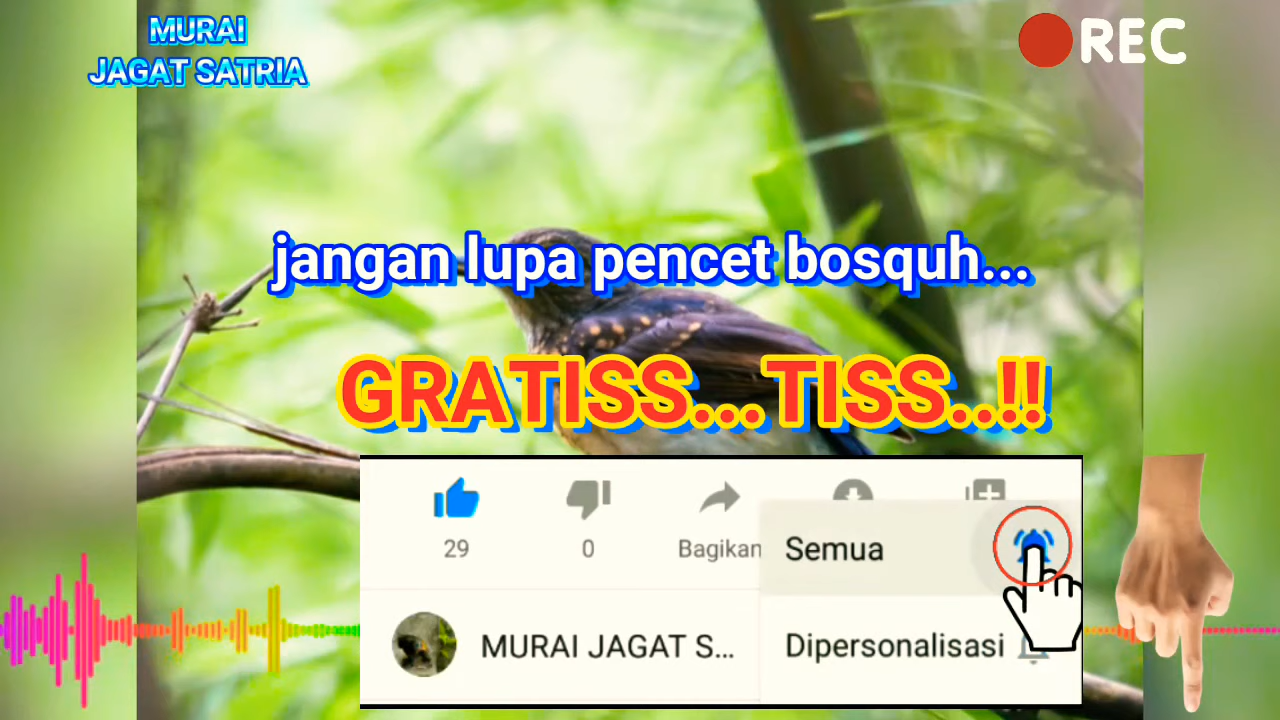 MURAI
JAGAT SATRIA
REC
jangan lupa pencet bosquh...
GRATISS...TISS..!!
29
0
Bagikan
Semua
MURAI JAGAT S...
Dipersonalisasi